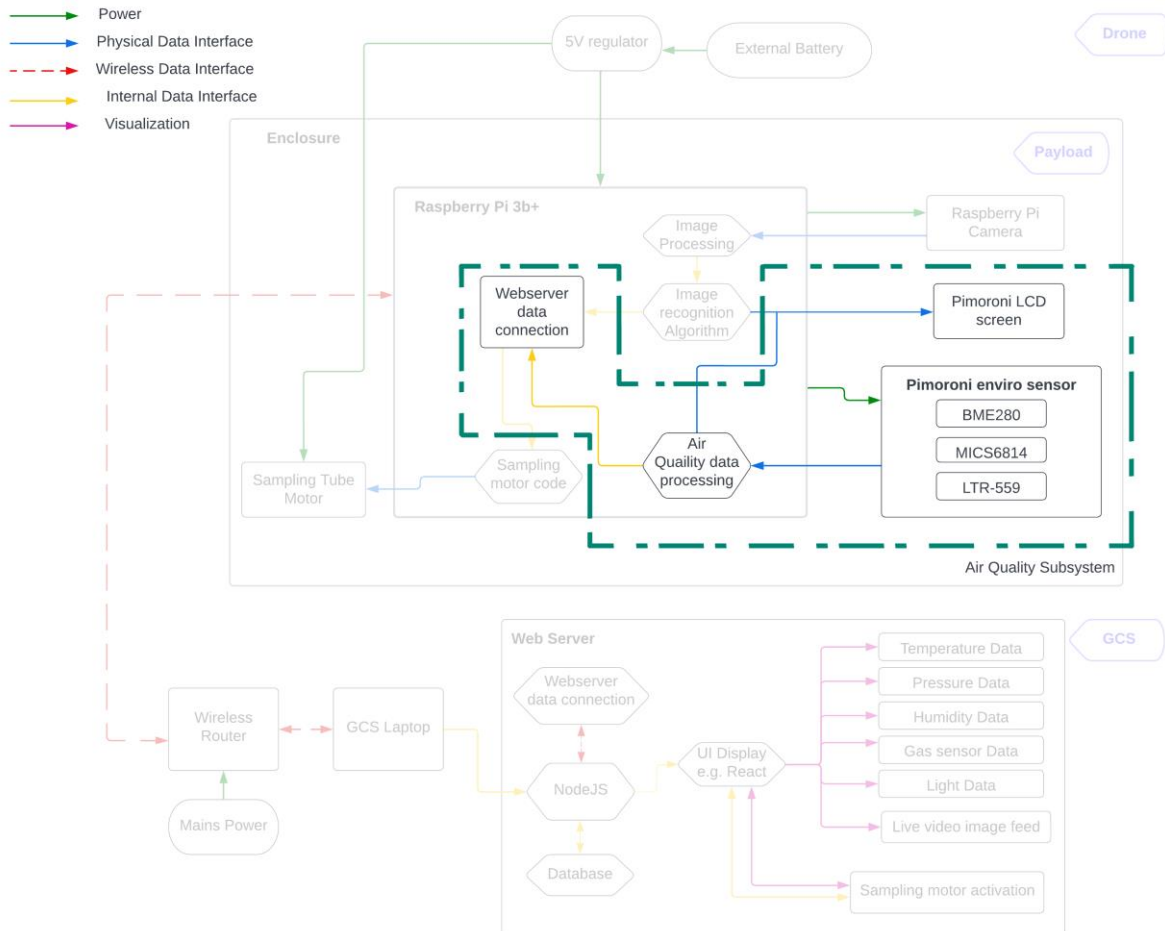 Power
Physical Data Interface
Wireless Data Interface
Internal Data Interface
Visualization
5V regulator
External Battery
Drone
Enclosure
Payload
Raspberry Pi 3b+
Image
Processing
Raspberry Pi
Camera
Webserver
data
connection
Image
recognition
Algorithm
Pimoroni LCD
screen
Pimoroni enviro sensor
BME280
MICS6814
LTR-559
Air
Quaility data
processing
Sampling
motor code
Sampling Tube
Motor
Air Quality Subsystem
Web Server
GCS
Webserver
data connection
Temperature Data
Pressure Data
Humidity Data
Gas sensor Data
Light Data
Live video image feed
Sampling motor activation
Wireless
Router
GCS Laptop
NodeJS
UI Display
e.g. React
Mains Power
Database